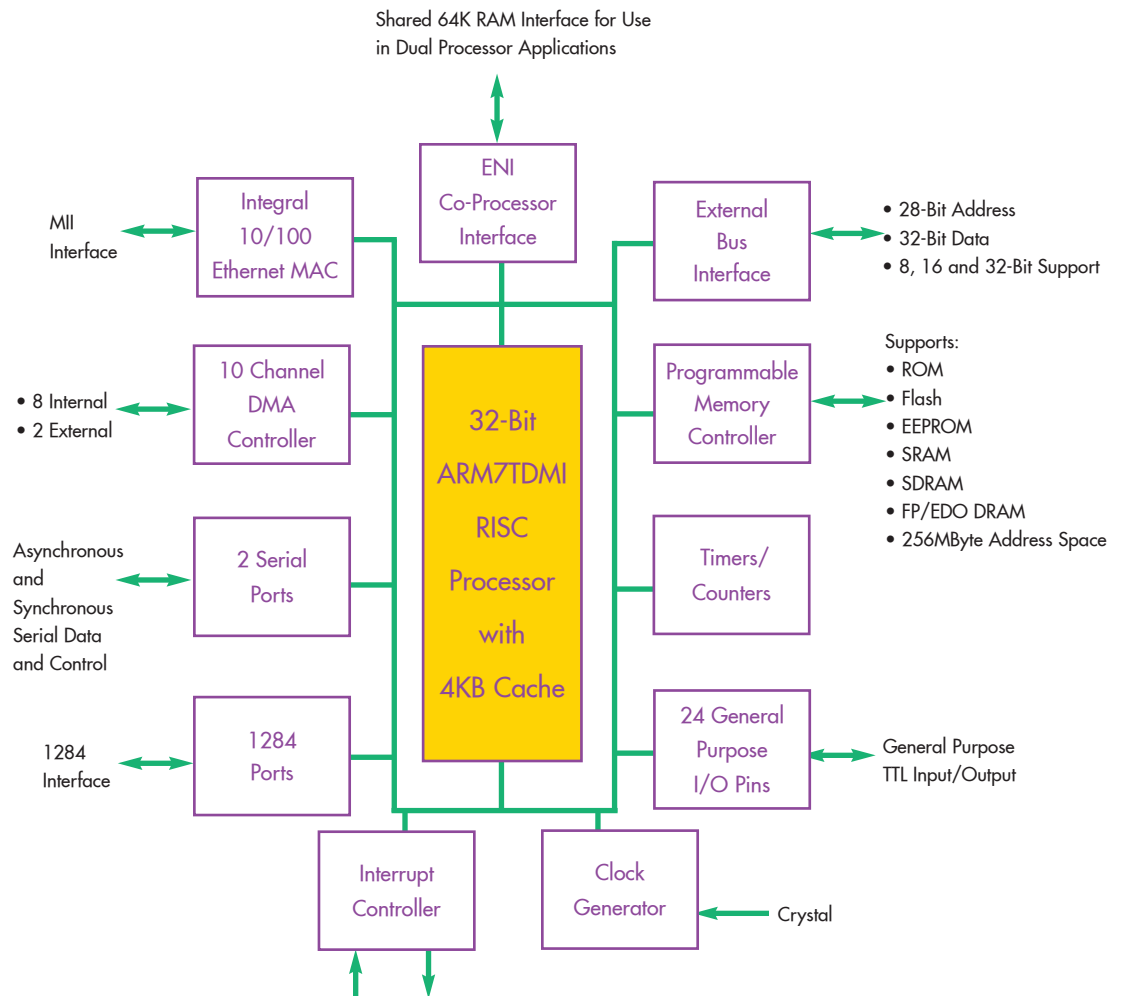 Shared 64K RAM Interface for Use
in Dual Processor Applications
ENI
Co-Processor
Interface
MII
Interface
Integral
10/100
Ethernet MAC
External
Bus
Interface
• 28-Bit Address
• 32-Bit Data
• 8, 16 and 32-Bit Support
• 8 Internal
• 2 External
10 Channel
DMA
Controller
32-Bit
ARM7TDMI
RISC
Processor
with
4KB Cache
Programmable
Memory
Controller
Supports:
• ROM
• Flash
• EEPROM
• SRAM
• SDRAM
• FP/EDO DRAM
• 256MByte Address Space
Asynchronous
and
Synchronous
Serial Data
and Control
2 Serial
Ports
Timers/
Counters
1284
Interface
1284
Ports
24 General
Purpose
I/O Pins
General Purpose
TTL Input/Output
Interrupt
Controller
Clock
Generator
Crystal